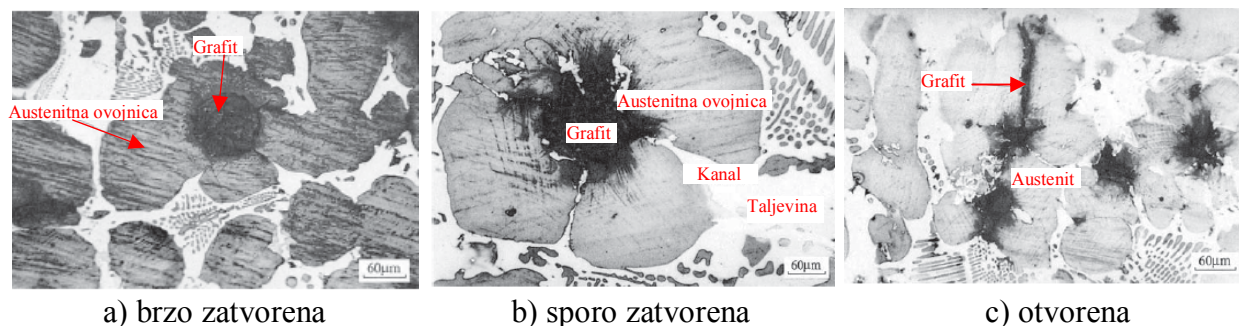 Grafit
Austenitna ovojnica
60μm
a) brzo zatvorena
Austenitna ovojnica
Grafit
Kanal
Taljevina
60μm
b) sporo zatvorena
Grafit
Austenit
60μm
c) otvorena